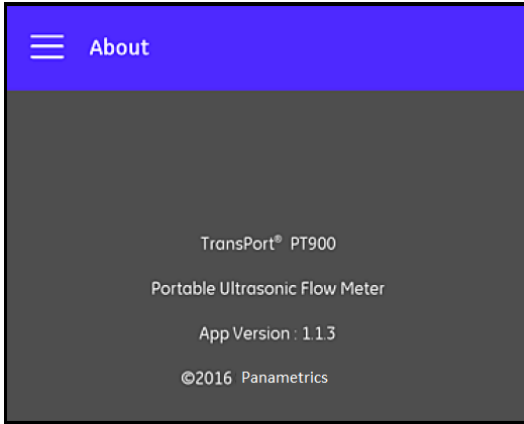 About
TransPort® PT900
Portable Ultrasonic Flow Meter
App Version : 1.1.3
©2016 Panametrics